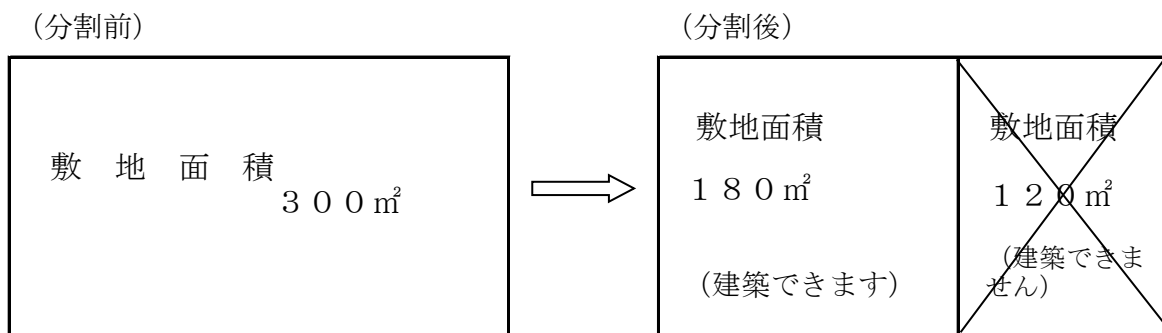 (分割前)
敷 地 面 積
300㎡
(分割後)
敷地面積
180㎡
(建築できます)
敷地面積
120㎡
(建築できま
せん)